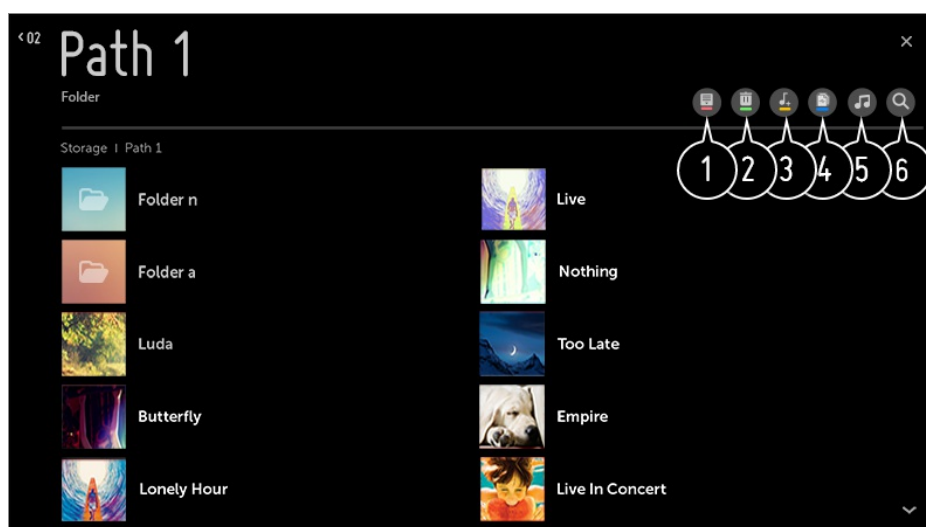 <02
Path 1
Folder
1 2 3 4 5 6
Storage | Path 1
Folder n
Live
Folder a
Nothing
Luda
Too Late
Butterfly
Empire
Lonely Hour
Live In Concert